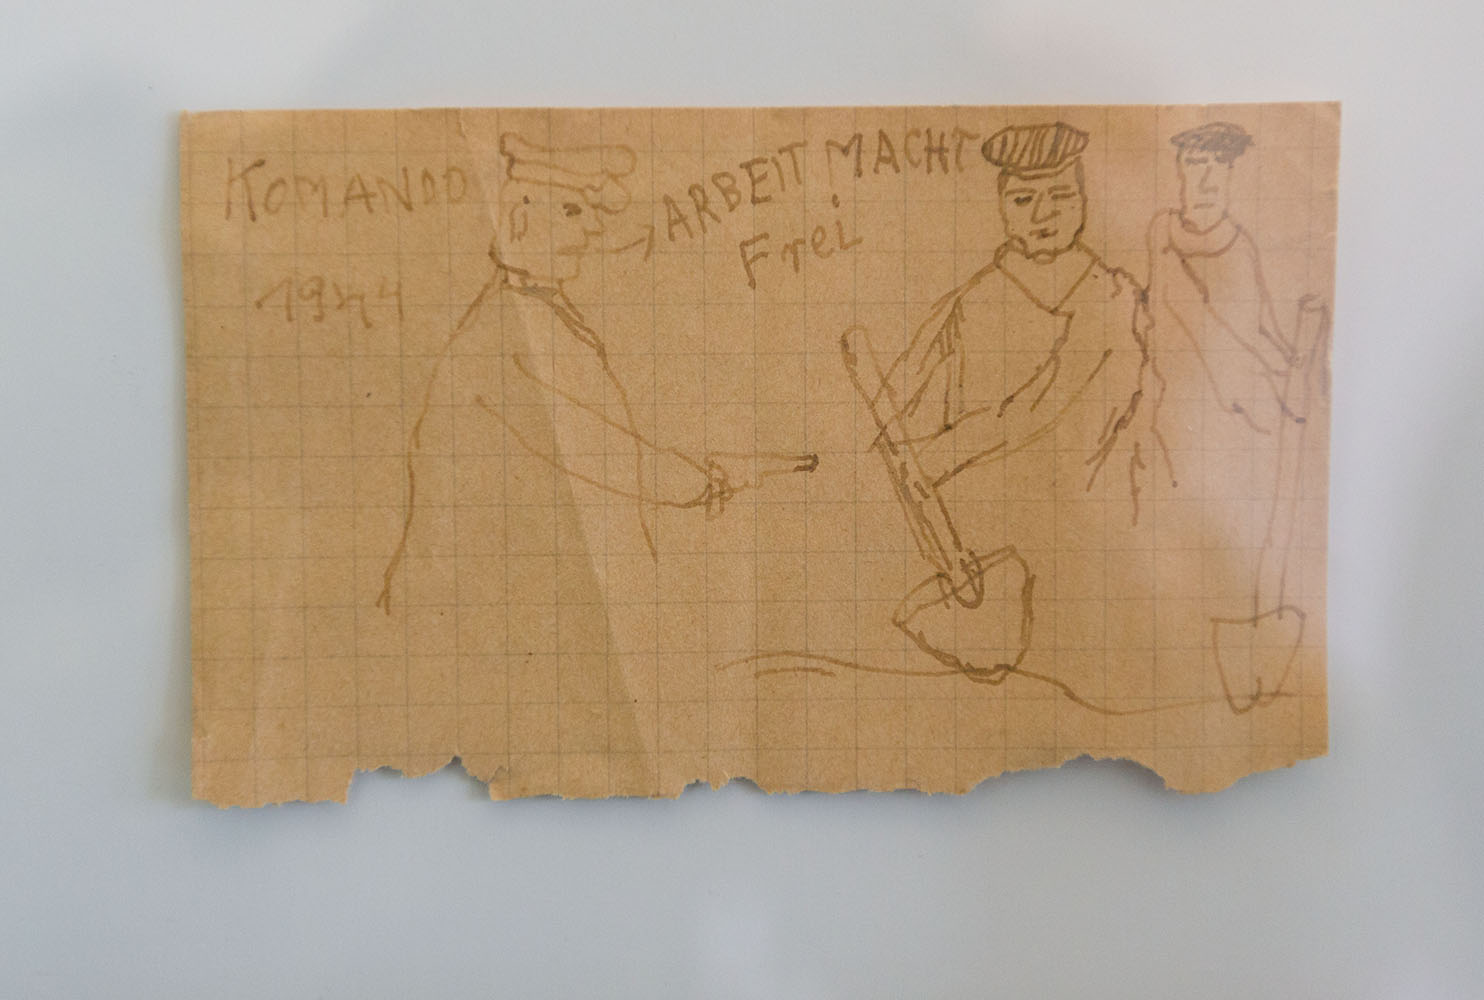 KOMANDO
1944
ARBEIT MACHT
Frei